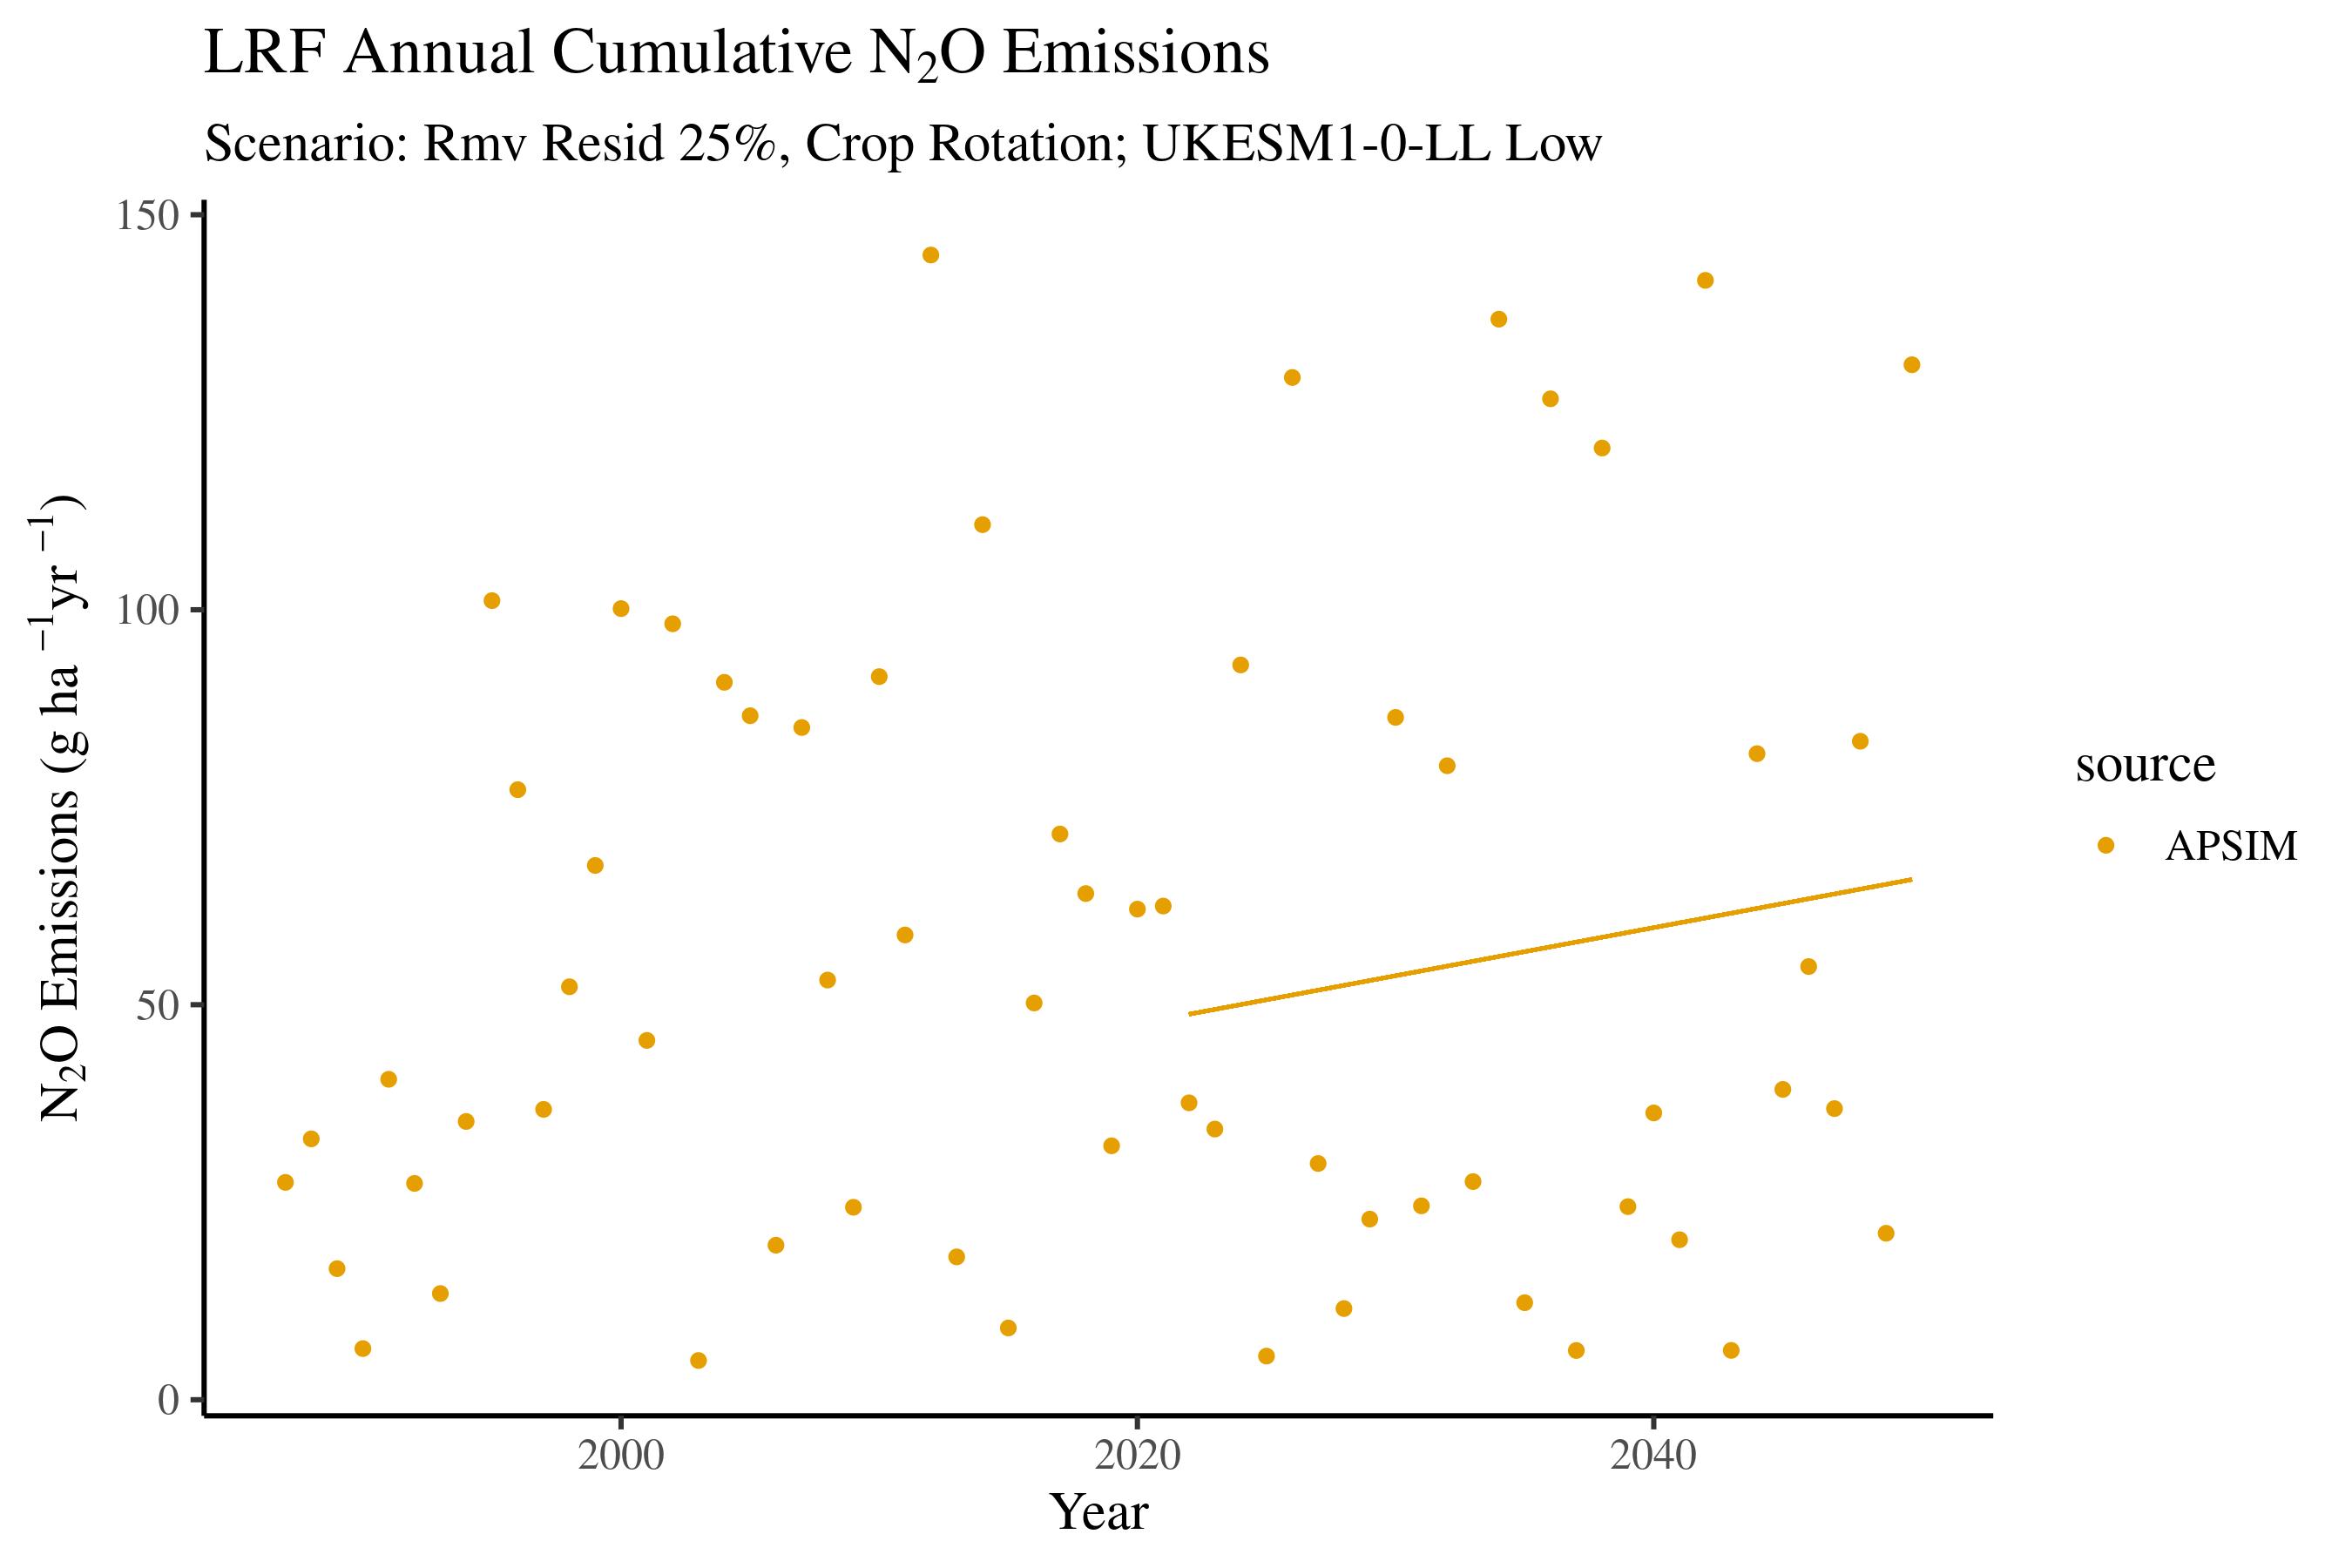 LRF Annual Cumulative N₂O Emissions
Scenario: Rmv Resid 25%, Crop Rotation; UKESM1-0-LL Low
N₂O Emissions (g ha⁻¹yr⁻¹)
150
100
50
0
2000 2020 2040
Year
source
APSIM